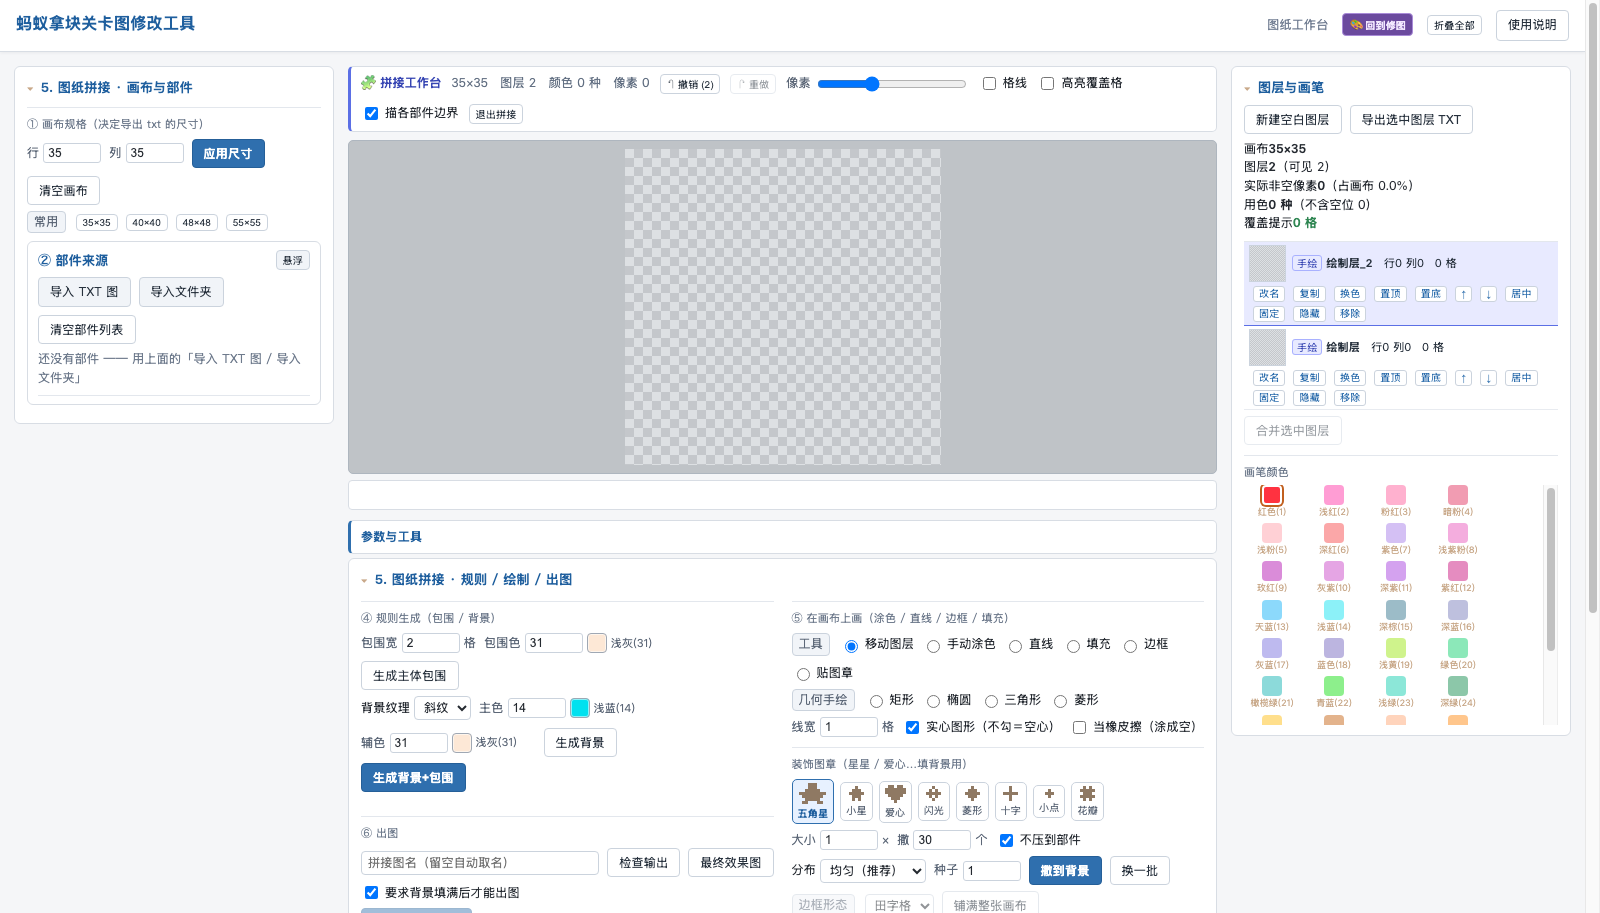 蚂蚁拿块关卡图修改工具
图纸工作台 回到修图 折叠全部 使用说明
5. 图纸拼接 · 画布与部件
① 画布规格（决定导出 txt 的尺寸）
行 35 列 35 应用尺寸
清空画布
常用 35×35 40×40 48×48 55×55
② 部件来源 悬浮
导入 TXT 图 导入文件夹
清空部件列表
还没有部件 —— 用上面的「导入 TXT 图 / 导入
文件夹」
拼接工作台 35×35 图层 2 颜色 0 种 像素 0 撤销 (2) 重做 像素 格线 高亮覆盖格
描各部件边界 退出拼接
参数与工具
5. 图纸拼接 · 规则 / 绘制 / 出图
④ 规则生成（包围 / 背景）
包围宽 2 格 包围色 31 浅灰(31)
生成主体包围
背景纹理 斜纹 主色 14 浅蓝(14)
辅色 31 浅灰(31) 生成背景
生成背景+包围
⑥ 出图
拼接图名（留空自动取名） 检查输出 最终效果图
要求背景填满后才能出图
⑤ 在画布上画（涂色 / 直线 / 边框 / 填充）
工具 移动图层 手动涂色 直线 填充 边框
贴图章
几何手绘 矩形 椭圆 三角形 菱形
线宽 1 格 实心图形（不勾＝空心） 当橡皮擦（涂成空）
装饰图章（星星 / 爱心…填背景用）
五角星 小星 爱心 闪光 菱形 十字 小点 花瓣
大小 1 × 撒 30 个 不压到部件
分布 均匀（推荐） 种子 1 撒到背景 换一批
边框形态 田字格 铺满整张画布
图层与画笔
新建空白图层 导出选中图层 TXT
画布35×35
图层2（可见 2）
实际非空像素0（占画布 0.0%）
用色0 种（不含空位 0）
覆盖提示0 格
手绘 绘制层_2 行0 列0 0 格
改名 复制 换色 置顶 置底 ↑ ↓ 居中
固定 隐藏 移除
手绘 绘制层 行0 列0 0 格
改名 复制 换色 置顶 置底 ↑ ↓ 居中
固定 隐藏 移除
合并选中图层
画笔颜色
红色(1) 浅红(2) 粉红(3) 暗粉(4)
浅粉(5) 深红(6) 紫色(7) 浅紫粉(8)
玫红(9) 灰紫(10) 深紫(11) 紫红(12)
天蓝(13) 浅蓝(14) 深棕(15) 深蓝(16)
灰蓝(17) 蓝色(18) 浅黄(19) 绿色(20)
橄榄绿(21) 青蓝(22) 浅绿(23) 深绿(24)